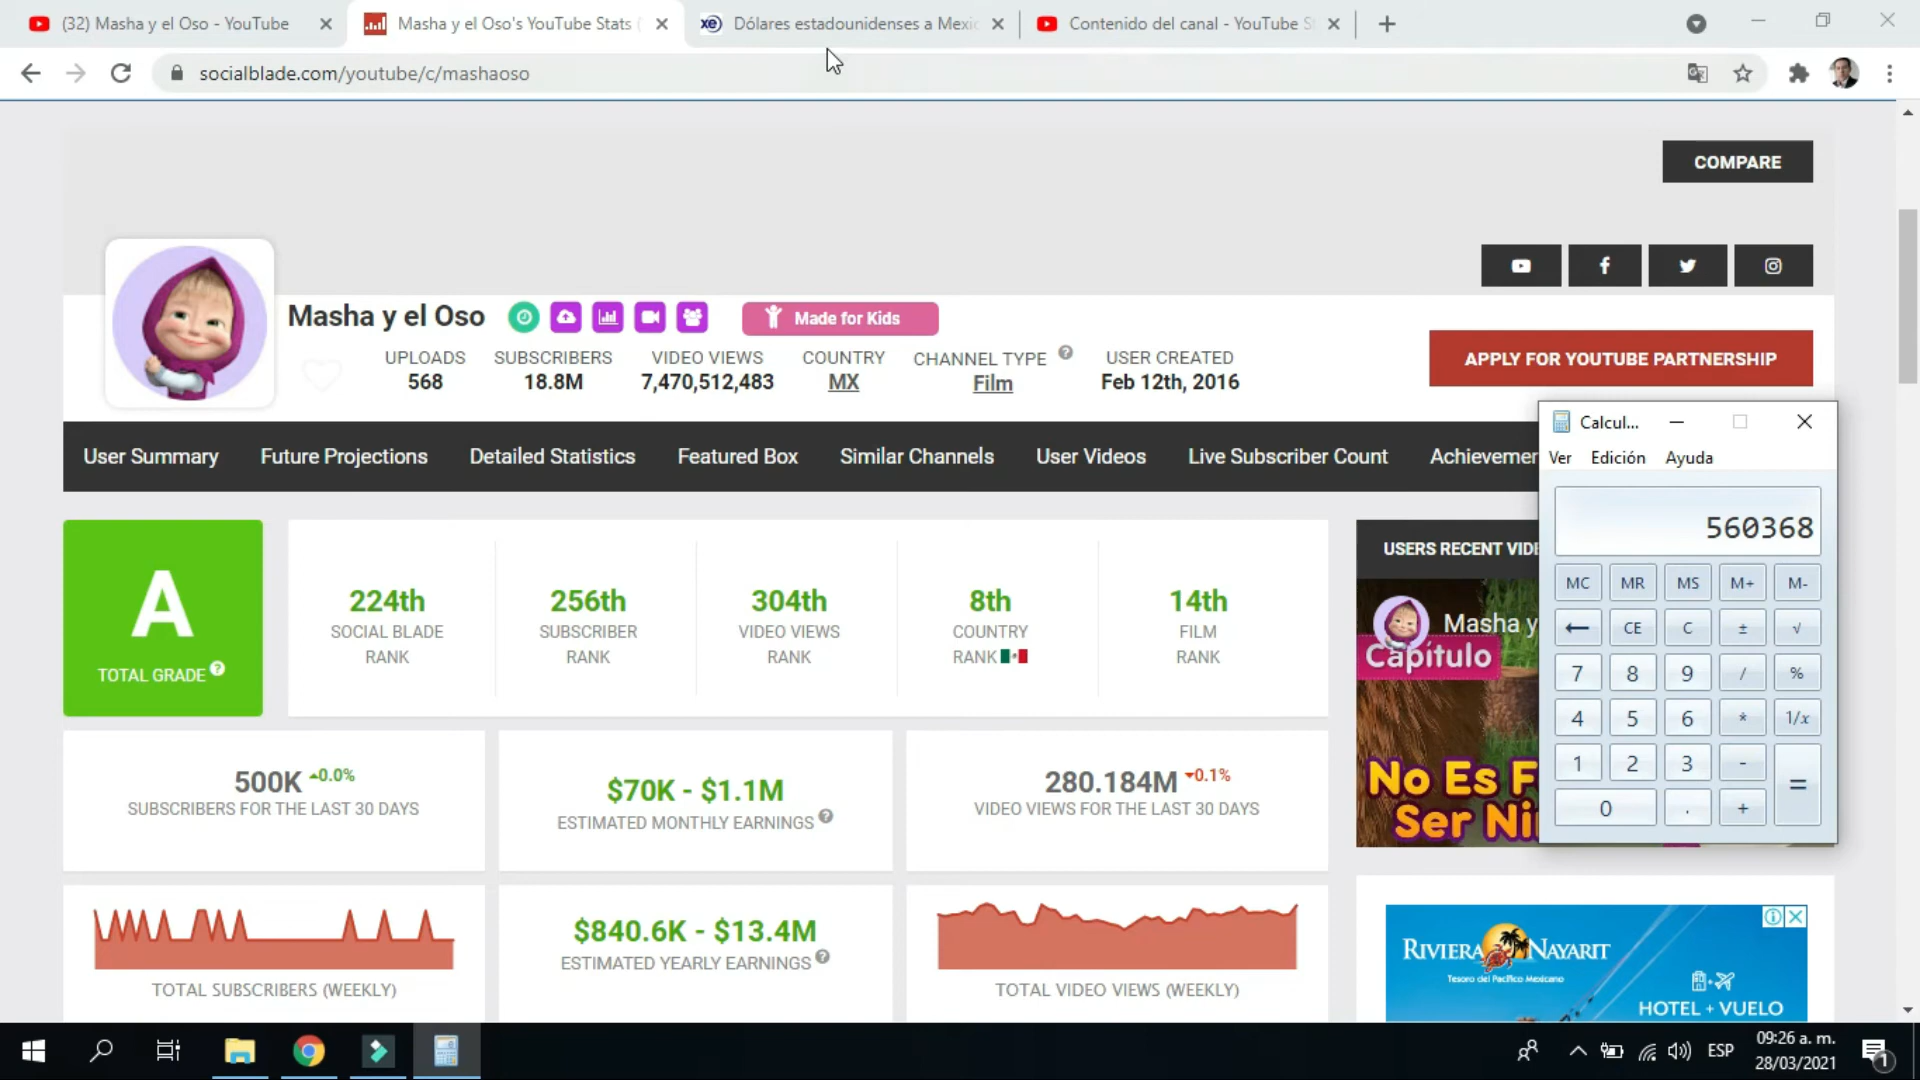 (32) Masha y el Oso - YouTube
Masha y el Oso's YouTube Stats (
Dólares estadounidenses a Mexic
Contenido del canal - YouTube S
socialblade.com/youtube/c/mashaoso
COMPARE
Masha y el Oso
Made for Kids
UPLOADS
568
SUBSCRIBERS
18.8M
VIDEO VIEWS
7,470,512,483
COUNTRY
MX
CHANNEL TYPE
Film
USER CREATED
Feb 12th, 2016
APPLY FOR YOUTUBE PARTNERSHIP
User Summary
Future Projections
Detailed Statistics
Featured Box
Similar Channels
User Videos
Live Subscriber Count
Achievemen
A
TOTAL GRADE
224th
SOCIAL BLADE
RANK
256th
SUBSCRIBER
RANK
304th
VIDEO VIEWS
RANK
8th
COUNTRY
RANK
14th
FILM
RANK
500K 0.0%
SUBSCRIBERS FOR THE LAST 30 DAYS
$70K - $1.1M
ESTIMATED MONTHLY EARNINGS
280.184M 0.1%
VIDEO VIEWS FOR THE LAST 30 DAYS
TOTAL SUBSCRIBERS (WEEKLY)
$840.6K - $13.4M
ESTIMATED YEARLY EARNINGS
TOTAL VIDEO VIEWS (WEEKLY)
USERS RECENT VIDE
Masha y
Capítulo
No Es F
Ser Ni
Calcul...
Ver Edición Ayuda
560368
MC MR MS M+ M-
← CE C ± √
7 8 9 / %
4 5 6 * 1/x
1 2 3 - =
0 . +
RIVIERA NAYARIT
Tesoro del Pacífico Mexicano
HOTEL + VUELO
ESP
09:26 a. m.
28/03/2021
1